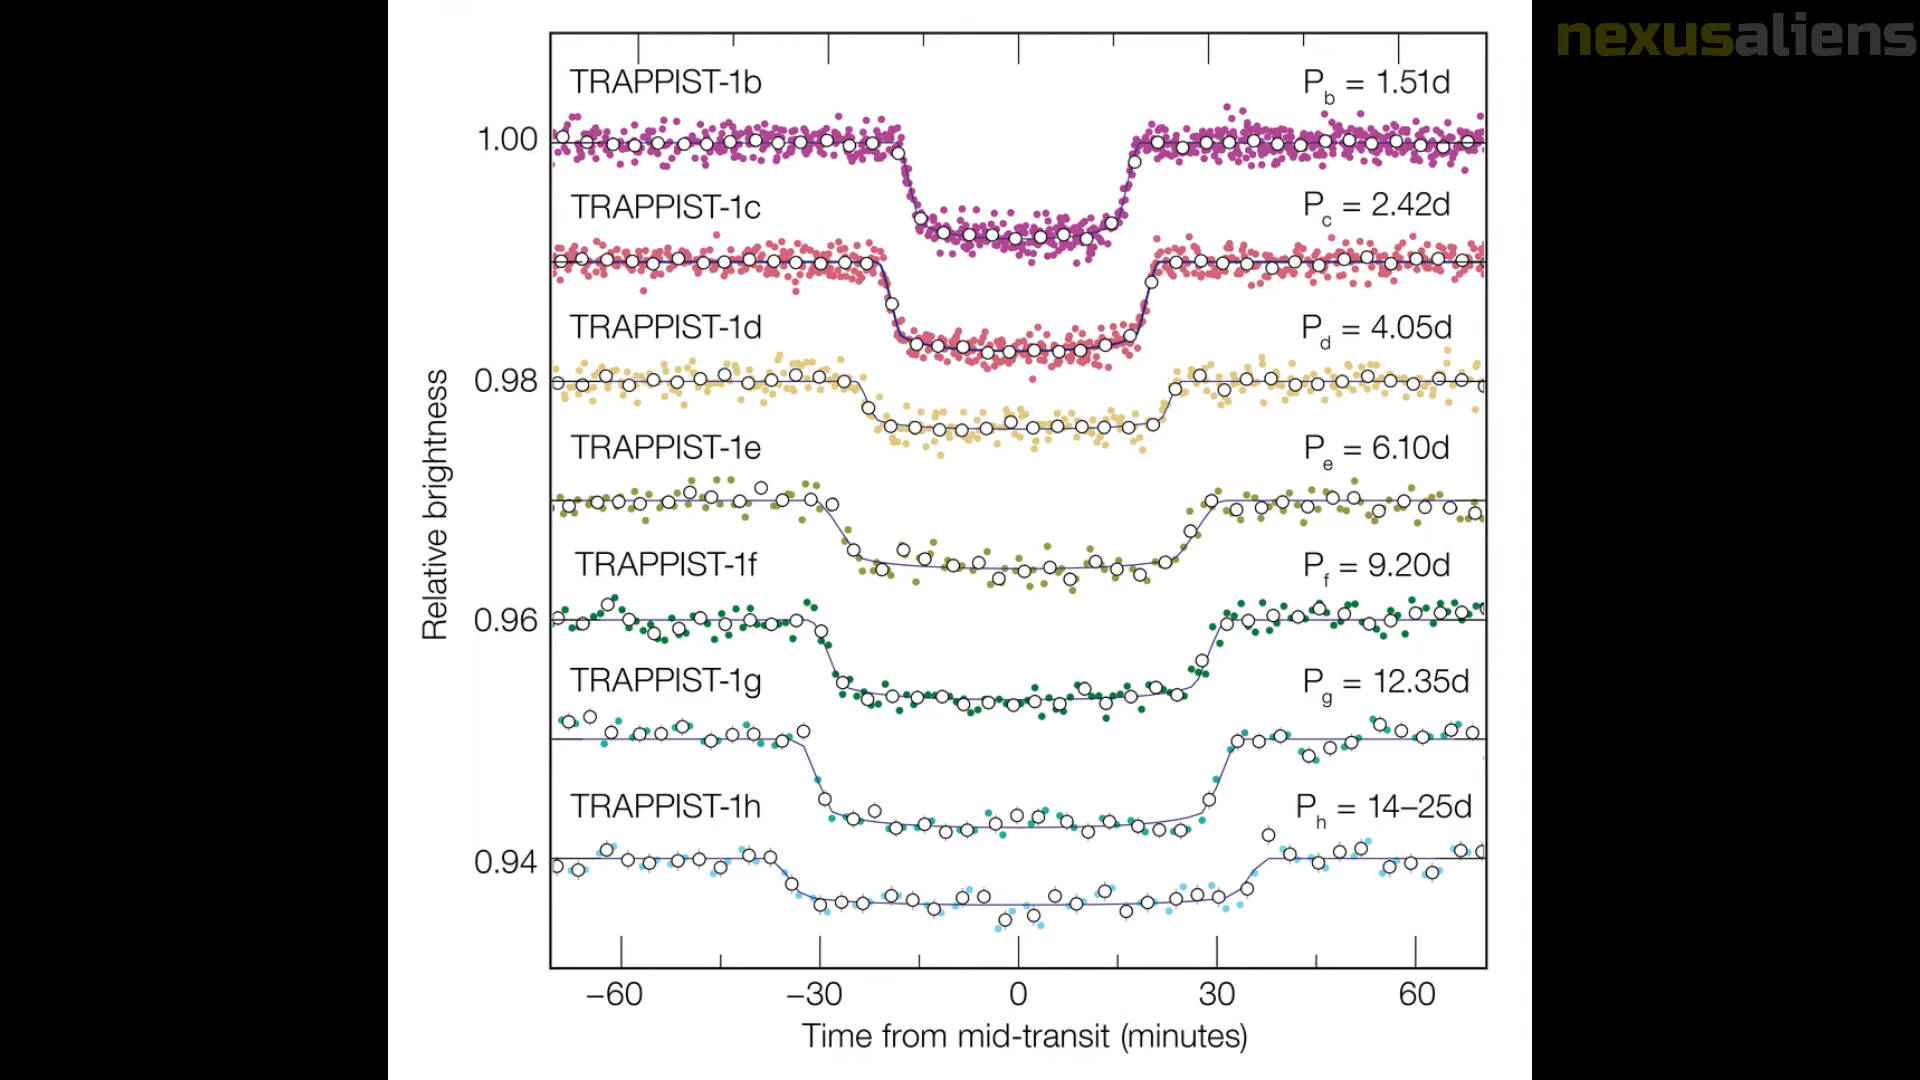 nexusaliens
TRAPPIST-1b
P_b = 1.51d
1.00
TRAPPIST-1c
P_c = 2.42d
TRAPPIST-1d
P_d = 4.05d
0.98
TRAPPIST-1e
P_e = 6.10d
Relative brightness
TRAPPIST-1f
P_f = 9.20d
0.96
TRAPPIST-1g
P_g = 12.35d
TRAPPIST-1h
P_h = 14–25d
0.94
−60 −30 0 30 60
Time from mid-transit (minutes)